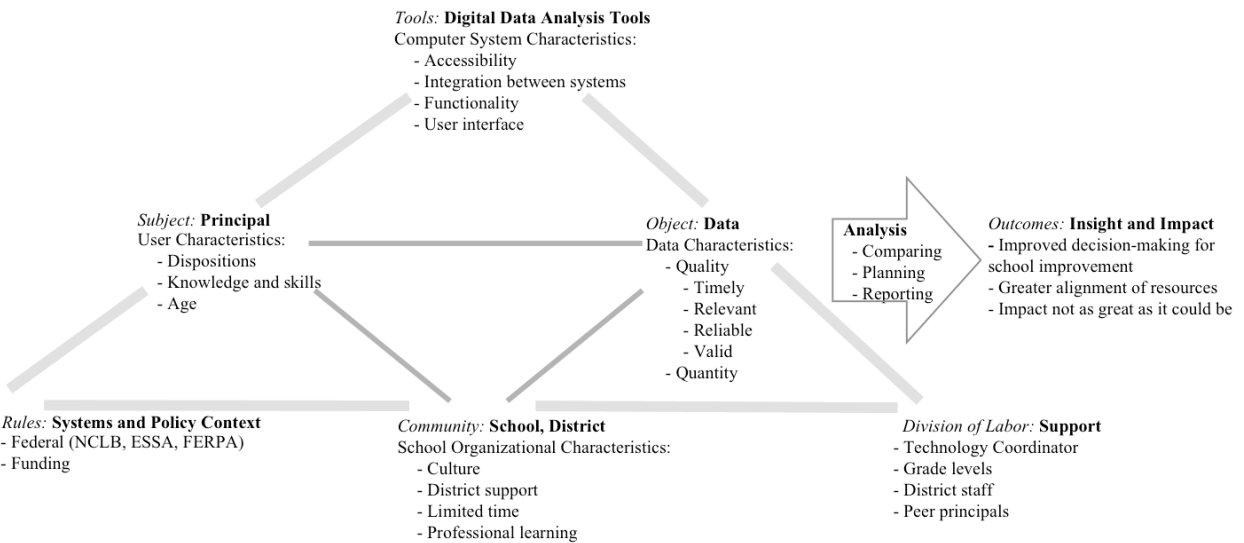 Tools: Digital Data Analysis Tools
Computer System Characteristics:
- Accessibility
- Integration between systems
- Functionality
- User interface
Subject: Principal
User Characteristics:
- Dispositions
- Knowledge and skills
- Age
Object: Data
Data Characteristics:
- Quality
- Timely
- Relevant
- Reliable
- Valid
- Quantity
Analysis
- Comparing
- Planning
- Reporting
Outcomes: Insight and Impact
- Improved decision-making for
school improvement
- Greater alignment of resources
- Impact not as great as it could be
Rules: Systems and Policy Context
- Federal (NCLB, ESSA, FERPA)
- Funding
Community: School, District
School Organizational Characteristics:
- Culture
- District support
- Limited time
- Professional learning
Division of Labor: Support
- Technology Coordinator
- Grade levels
- District staff
- Peer principals